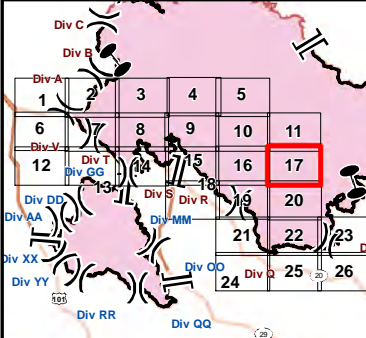 Div C
Div B
Div A
1 2 3 4 5
6 7 8 9 10 11
Div V
12 Div T 14 15 16 17
Div GG
13 Div S Div R 18
Div DD 19 20
Div AA Div MM
21 22 23
Div XX Div OO Div Q D
Div YY 24 25 20 26
101
Div RR Div QQ
29